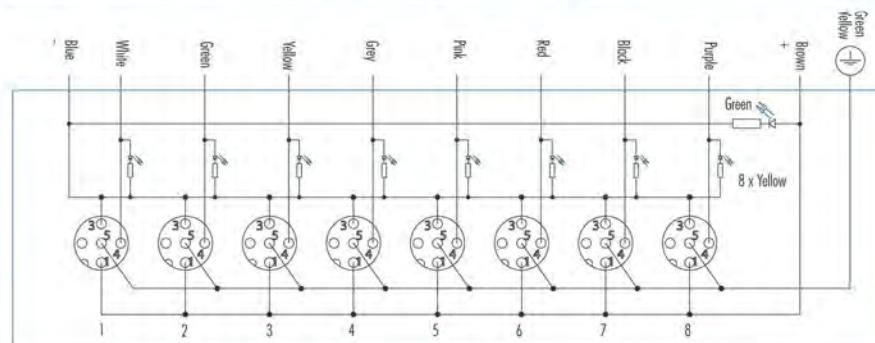 - Blue
White
Green
Yellow
Grey
Pink
Red
Black
Purple
+ Brown
Green
Yellow
Green
8 x Yellow
3 5 4 1
3 5 4 1
3 5 4 1
3 5 4 1
3 5 4 1
3 5 4 1
3 5 4 1
3 5 4 1
1 2 3 4 5 6 7 8